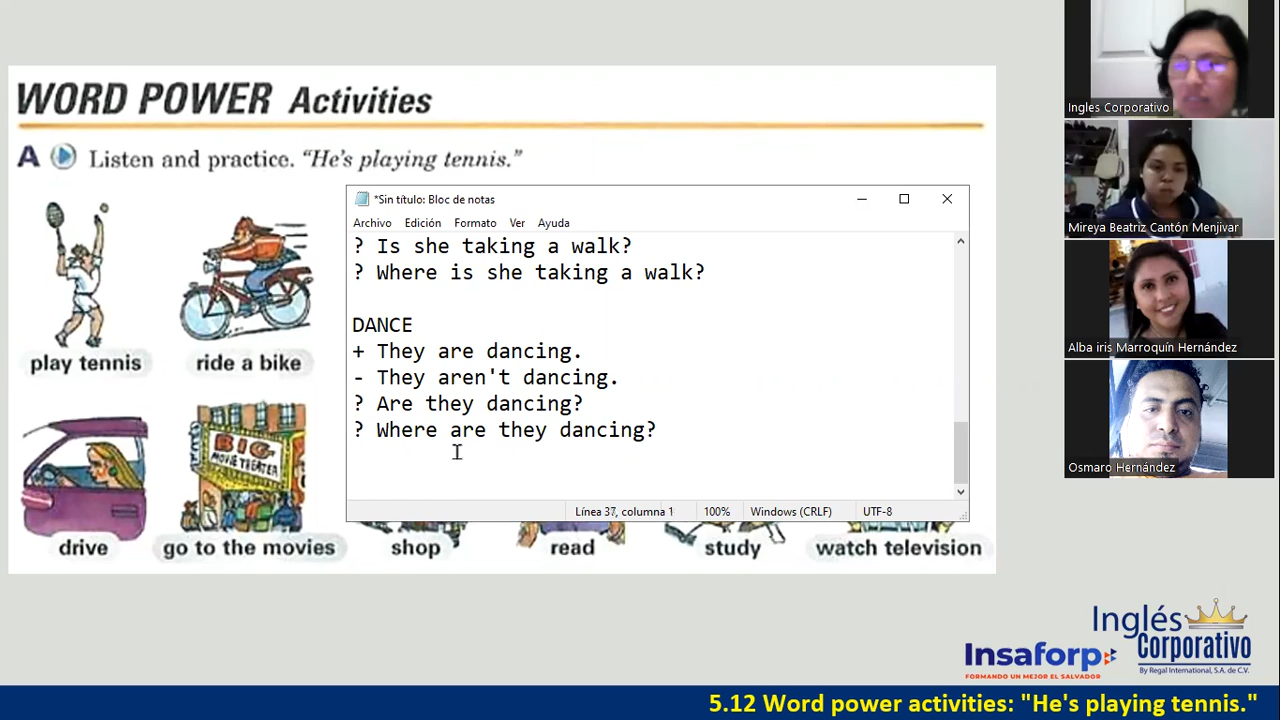 WORD POWER Activities
A Listen and practice. "He's playing tennis."
*Sin título: Bloc de notas
Archivo Edición Formato Ver Ayuda
? Is she taking a walk?
? Where is she taking a walk?
DANCE
+ They are dancing.
- They aren't dancing.
? Are they dancing?
? Where are they dancing?
Línea 37, columna 1 100% Windows (CRLF) UTF-8
play tennis ride a bike
BIG
MOVIE THEATER
drive go to the movies shop read study watch television
Ingles Corporativo
Mireya Beatriz Cantón Menjivar
Alba iris Marroquín Hernández
Osmaro Hernández
Insaforp
FORMANDO UN MEJOR EL SALVADOR
Inglés
Corporativo
By Regal International, S.A. de C.V.
5.12 Word power activities: "He's playing tennis."